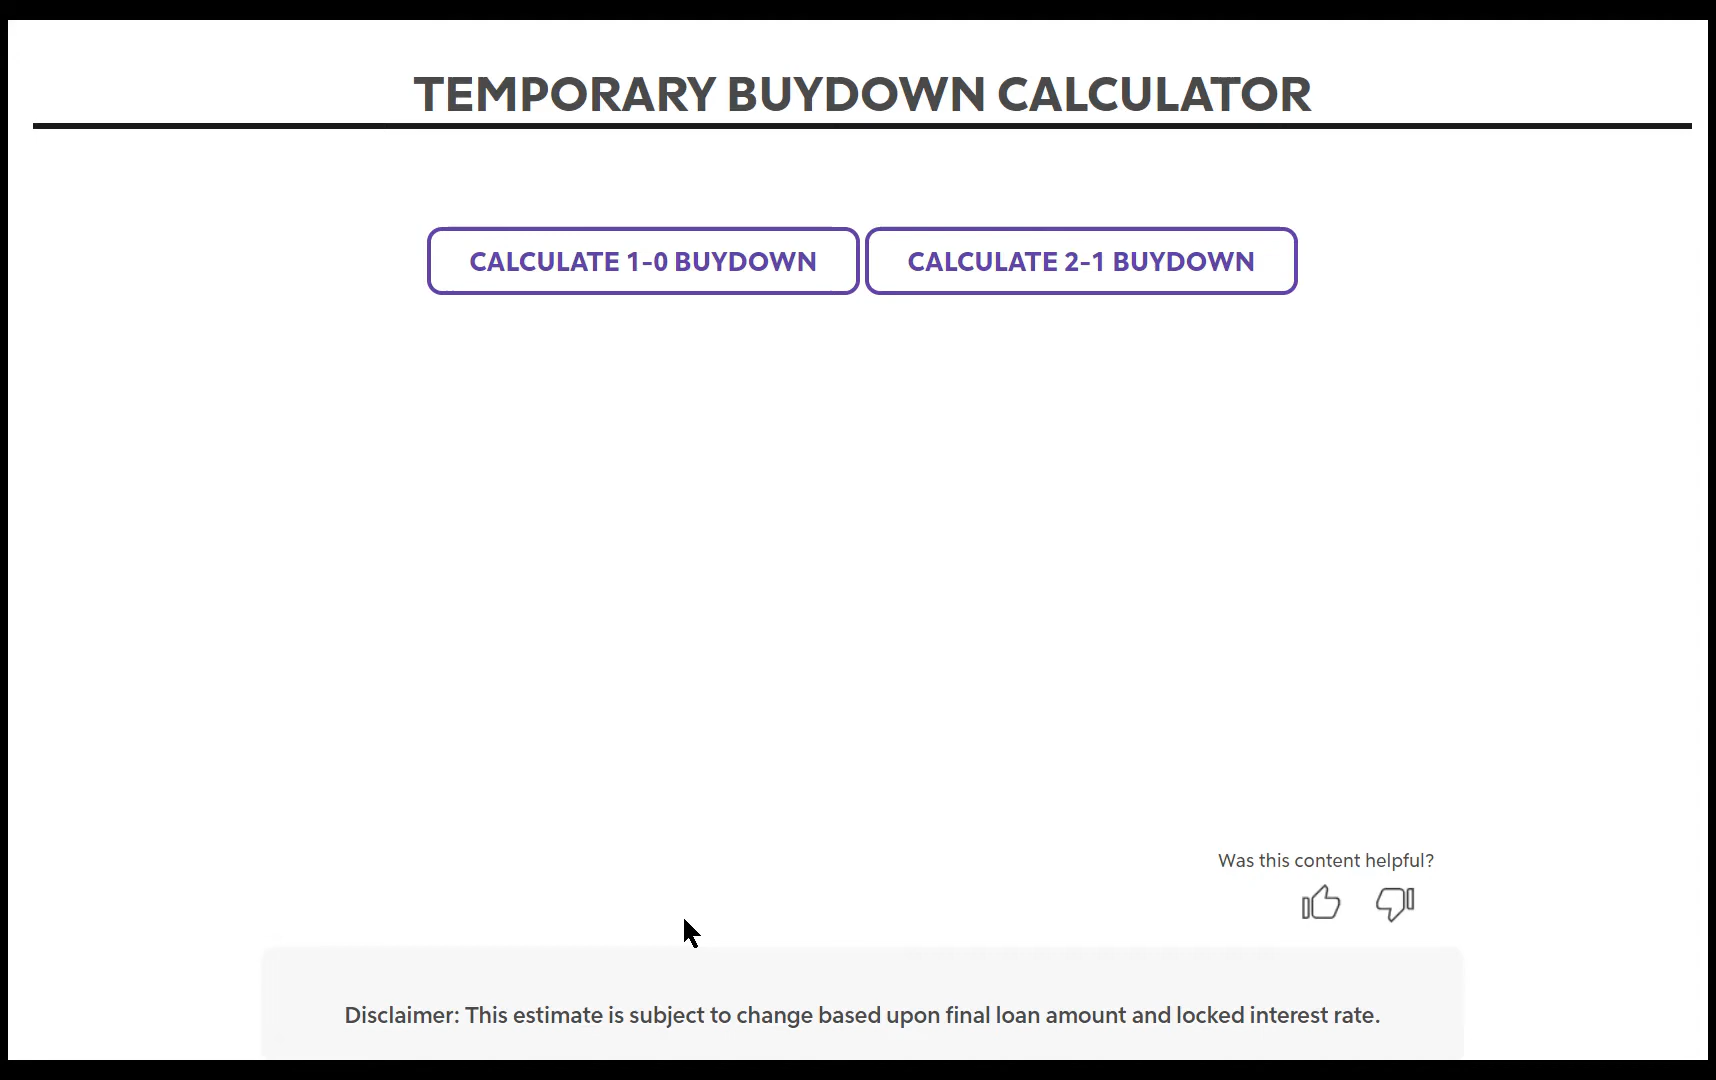 TEMPORARY BUYDOWN CALCULATOR
CALCULATE 1-0 BUYDOWN
CALCULATE 2-1 BUYDOWN
Was this content helpful?
Disclaimer: This estimate is subject to change based upon final loan amount and locked interest rate.